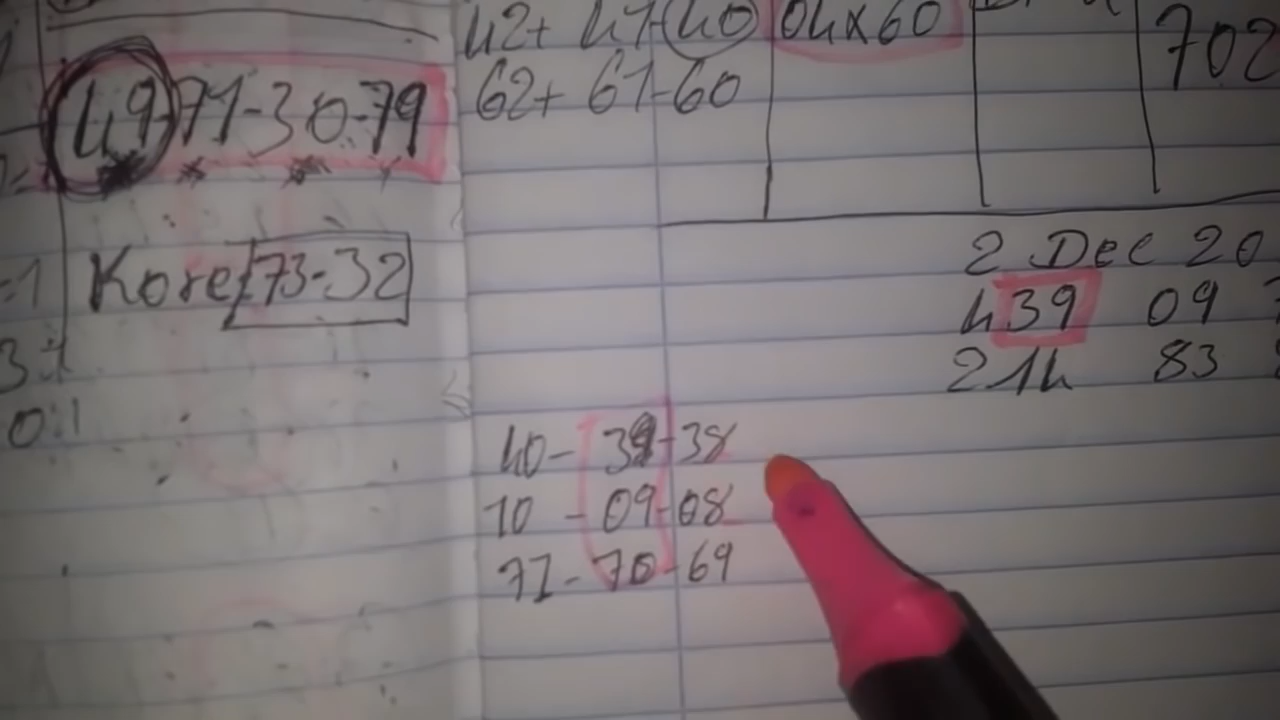 42+ 41-40 04x60
62+ 61-60
702
49-71-30-79
Kore 73-32
2 Dec 20
439 09
214 83
40 - 39-38
10 - 09-08
71 - 70-69